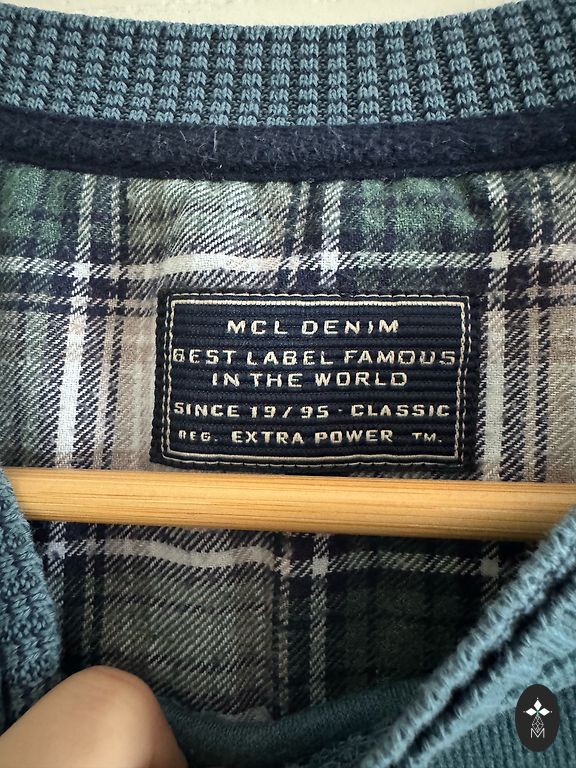 MCL DENIM
BEST LABEL FAMOUS
IN THE WORLD
SINCE 19/95 - CLASSIC
REG. EXTRA POWER TM.